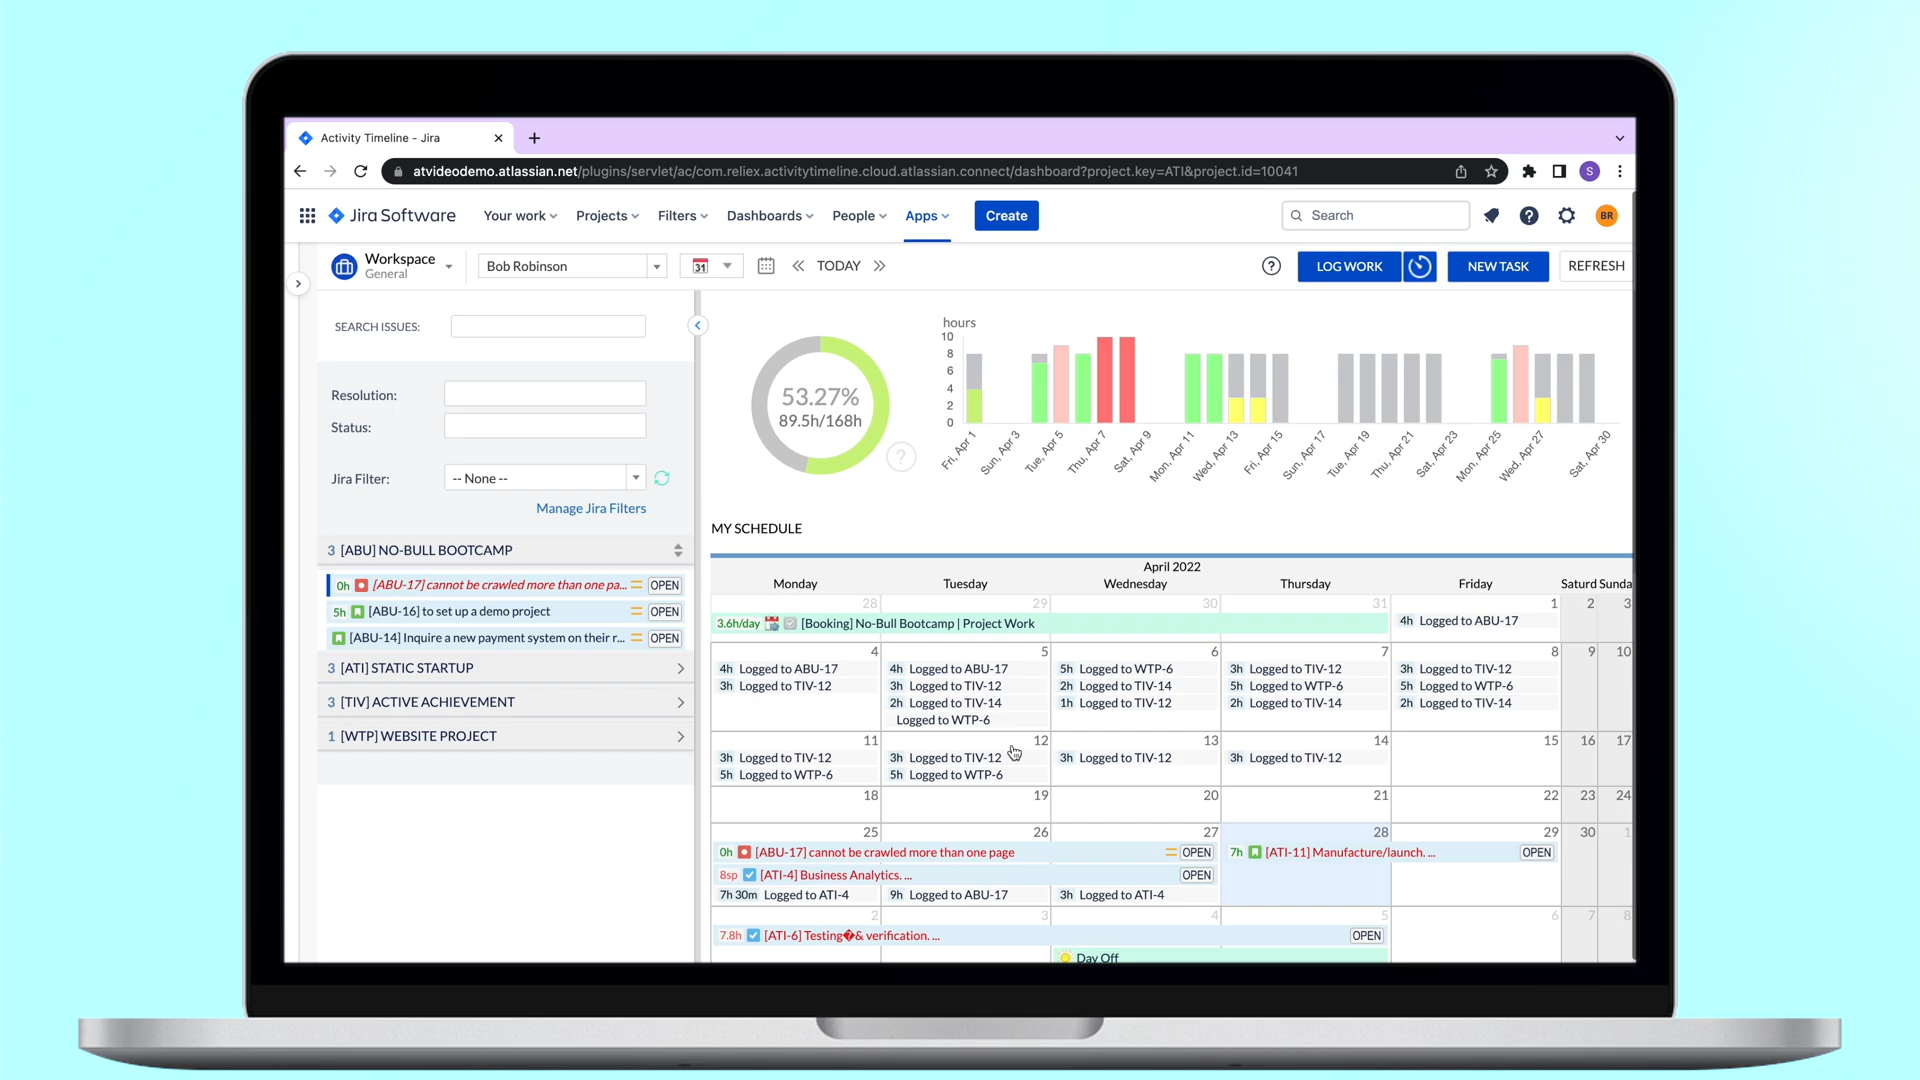 Activity Timeline - Jira
atvideodemo.atlassian.net/plugins/servlet/ac/com.reliex.activitytimeline.cloud.atlassian.connect/dashboard?project.key=ATI&project.id=10041
S
Jira Software Your work Projects Filters Dashboards People Apps Create Search BR
Workspace
General
Bob Robinson 31 TODAY LOG WORK NEW TASK REFRESH
SEARCH ISSUES:
Resolution:
Status:
Jira Filter: -- None --
Manage Jira Filters
3 [ABU] NO-BULL BOOTCAMP
0h [ABU-17] cannot be crawled more than one pa... OPEN
5h [ABU-16] to set up a demo project OPEN
[ABU-14] Inquire a new payment system on their r... OPEN
3 [ATI] STATIC STARTUP
3 [TIV] ACTIVE ACHIEVEMENT
1 [WTP] WEBSITE PROJECT
53.27%
89.5h/168h
?
hours
10
8
6
4
2
0
Fri, Apr 1 Sun, Apr 3 Tue, Apr 5 Thu, Apr 7 Sat, Apr 9 Mon, Apr 11 Wed, Apr 13 Fri, Apr 15 Sun, Apr 17 Tue, Apr 19 Thu, Apr 21 Sat, Apr 23 Mon, Apr 25 Wed, Apr 27 Sat, Apr 30
MY SCHEDULE
April 2022
Monday Tuesday Wednesday Thursday Friday Saturd Sunda
28 29 30 31 1 2 3
3.6h/day [Booking] No-Bull Bootcamp | Project Work 4h Logged to ABU-17
4 5 6 7 8 9 10
4h Logged to ABU-17 4h Logged to ABU-17 5h Logged to WTP-6 3h Logged to TIV-12 3h Logged to TIV-12
3h Logged to TIV-12 3h Logged to TIV-12 2h Logged to TIV-14 5h Logged to WTP-6 5h Logged to WTP-6
2h Logged to TIV-14 1h Logged to TIV-12 2h Logged to TIV-14 2h Logged to TIV-14
Logged to WTP-6
11 12 13 14 15 16 17
3h Logged to TIV-12 3h Logged to TIV-12 3h Logged to TIV-12 3h Logged to TIV-12
5h Logged to WTP-6 5h Logged to WTP-6
18 19 20 21 22 23 24
25 26 27 28 29 30 1
0h [ABU-17] cannot be crawled more than one page OPEN 7h [ATI-11] Manufacture/launch. ... OPEN
8sp [ATI-4] Business Analytics. ... OPEN
7h 30m Logged to ATI-4 9h Logged to ABU-17 3h Logged to ATI-4
2 3 4 5 6 7 8
7.8h [ATI-6] Testing�& verification. ... OPEN
Day Off